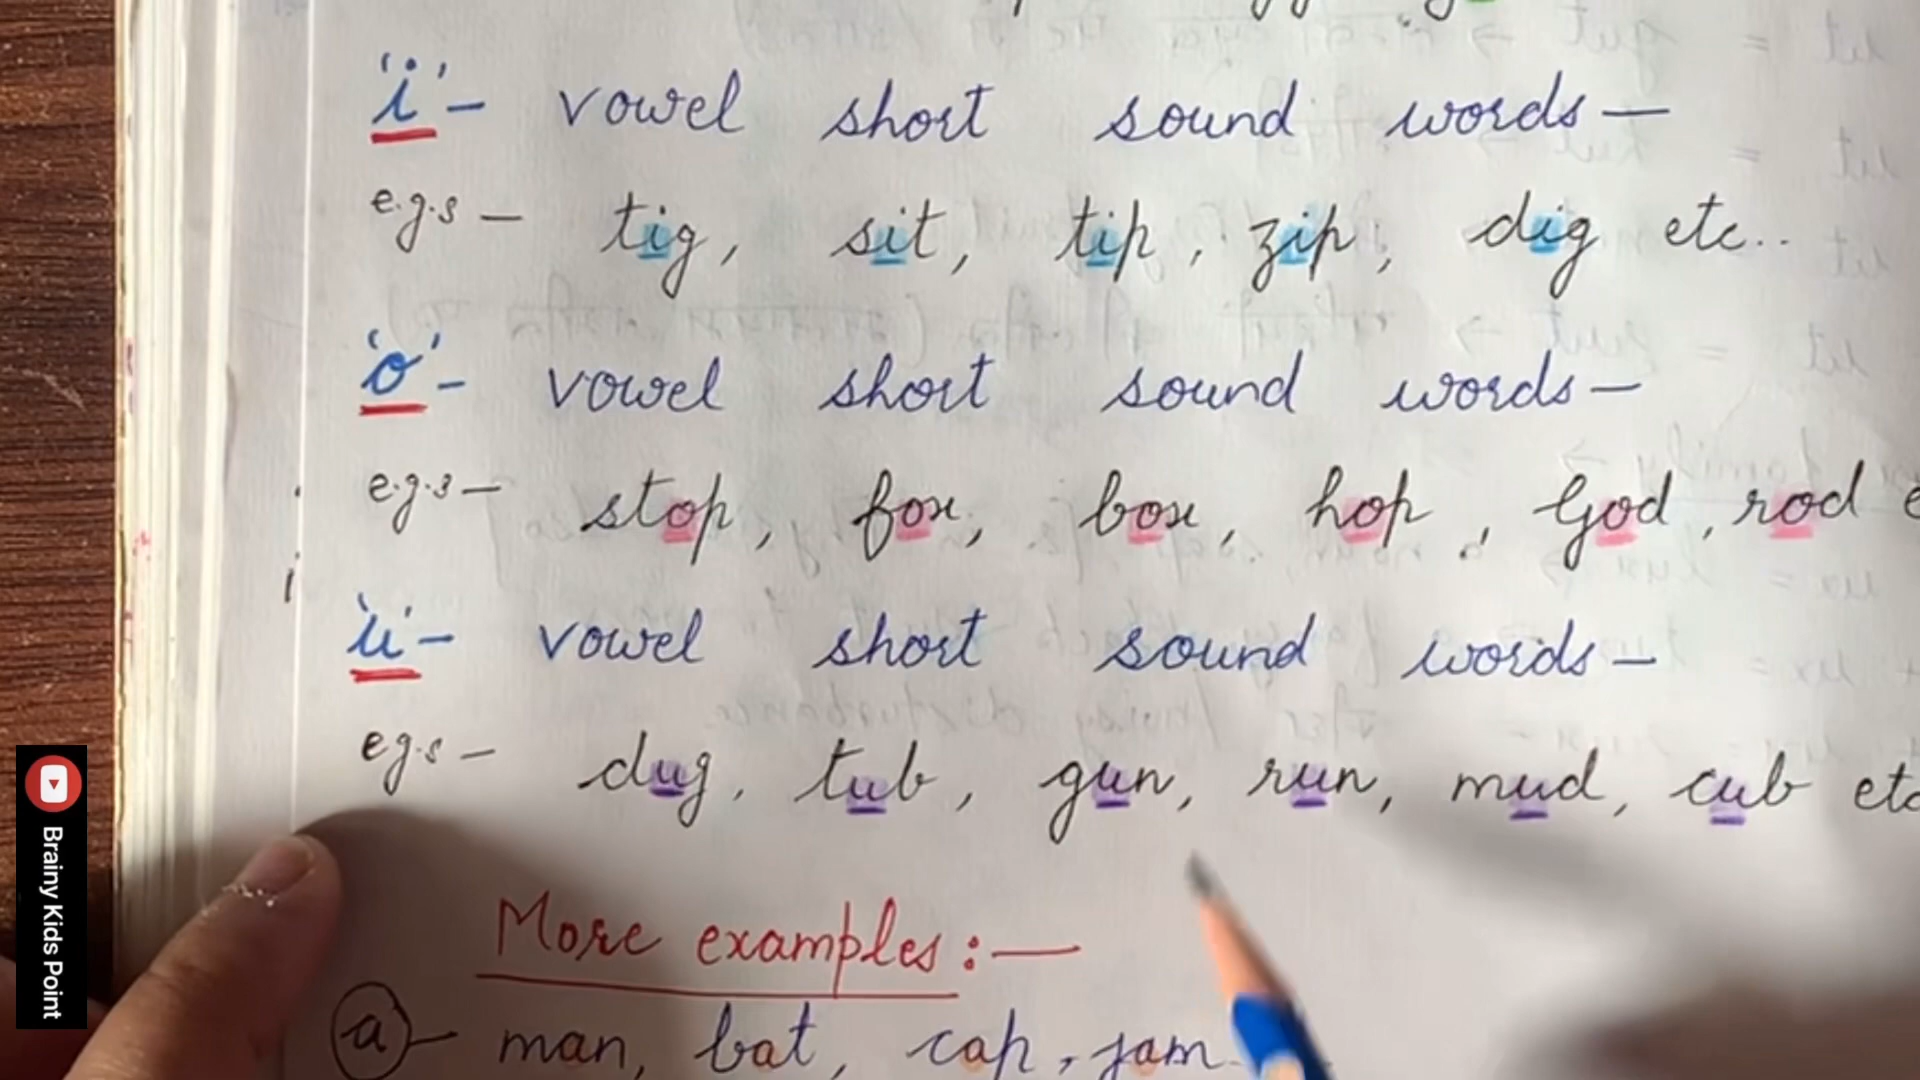 'i' – vowel short sound words –
e.g.s – tig, sit, tip, zip, dig etc..
'o' – vowel short sound words –
e.g.s – stop, fox, box, hop, God, rod
'u' – vowel short sound words –
e.g.s – dug, tub, gun, run, mud, cub etc
More examples :—
a – man, bat, cap, jam
Brainy Kids Point